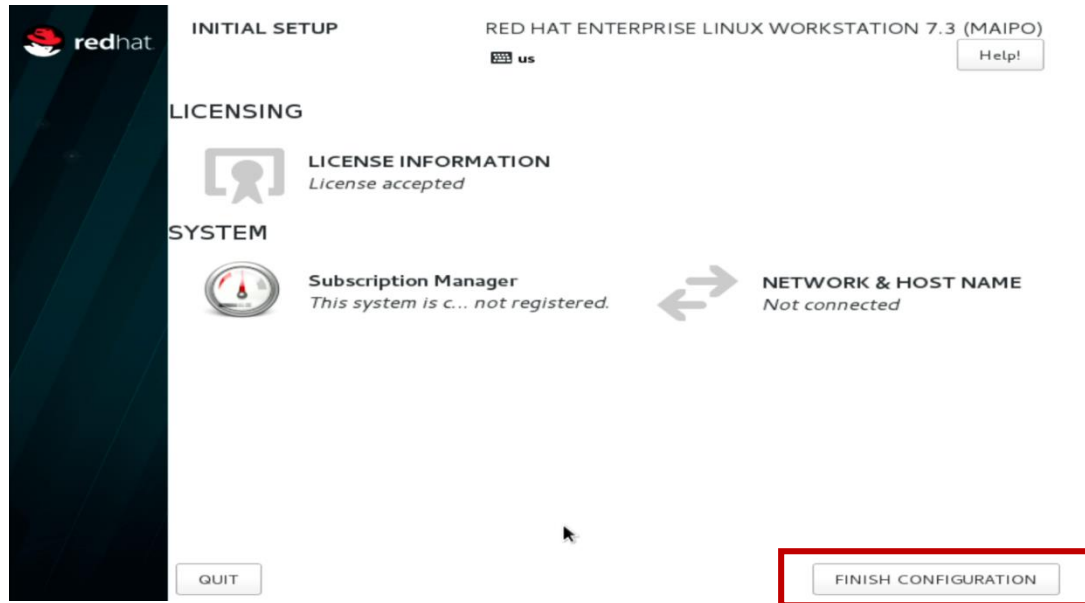 redhat
INITIAL SETUP
RED HAT ENTERPRISE LINUX WORKSTATION 7.3 (MAIPO)
us
Help!
LICENSING
LICENSE INFORMATION
License accepted
SYSTEM
Subscription Manager
This system is c... not registered.
NETWORK & HOST NAME
Not connected
QUIT
FINISH CONFIGURATION